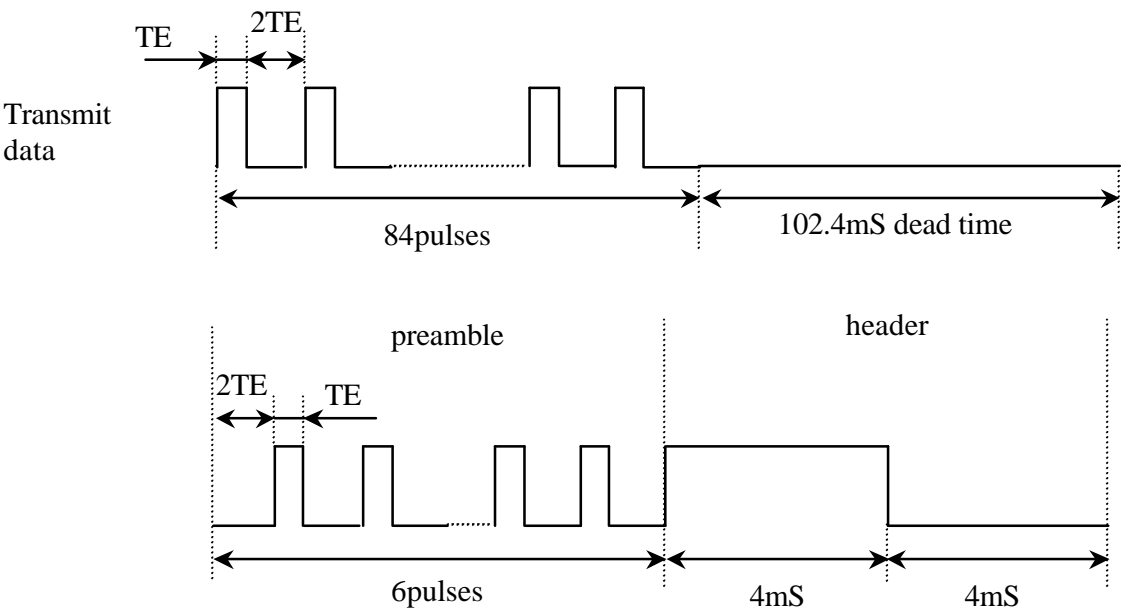 TE
2TE
Transmit
data
84pulses
102.4mS dead time
preamble
header
2TE
TE
6pulses
4mS
4mS